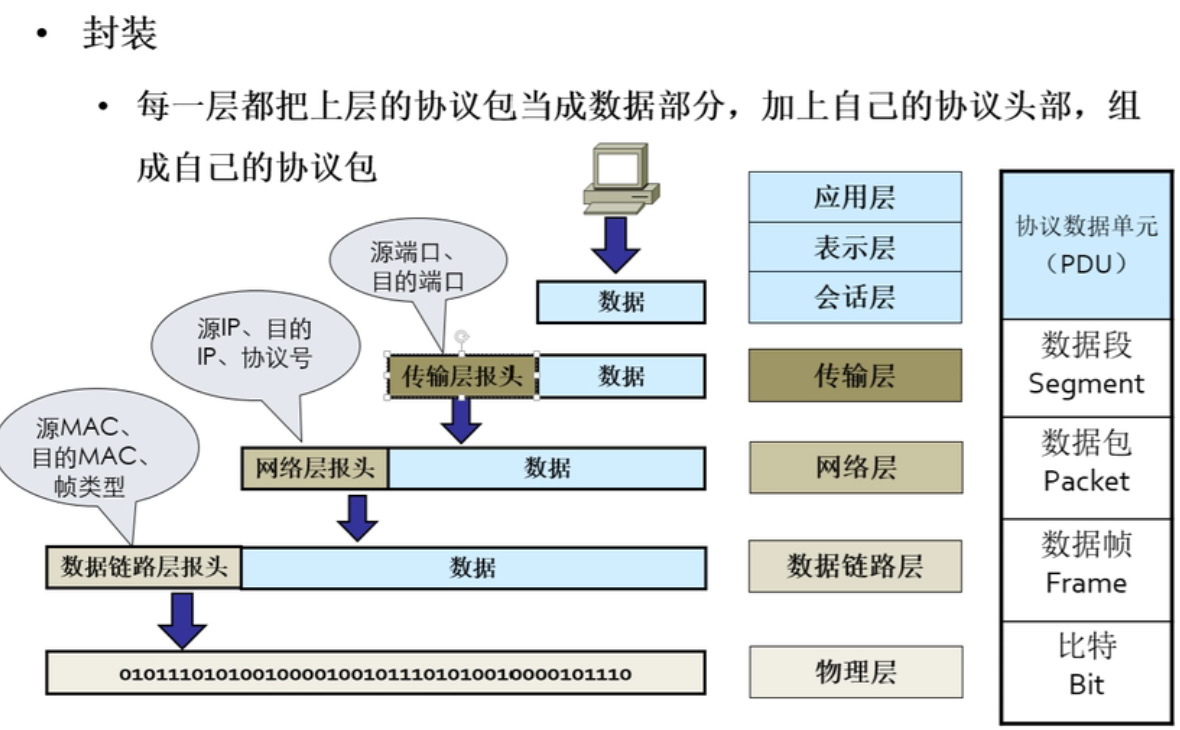 • 封装
• 每一层都把上层的协议包当成数据部分，加上自己的协议头部，组
成自己的协议包
应用层
表示层
会话层
协议数据单元
（PDU）
源端口、
目的端口
数据
源IP、目的
IP、协议号
传输层报头
数据
传输层
数据段
Segment
源MAC、
目的MAC、
帧类型
网络层报头
数据
网络层
数据包
Packet
数据链路层报头
数据
数据链路层
数据帧
Frame
0101110101001000010010111010100100000101110
物理层
比特
Bit